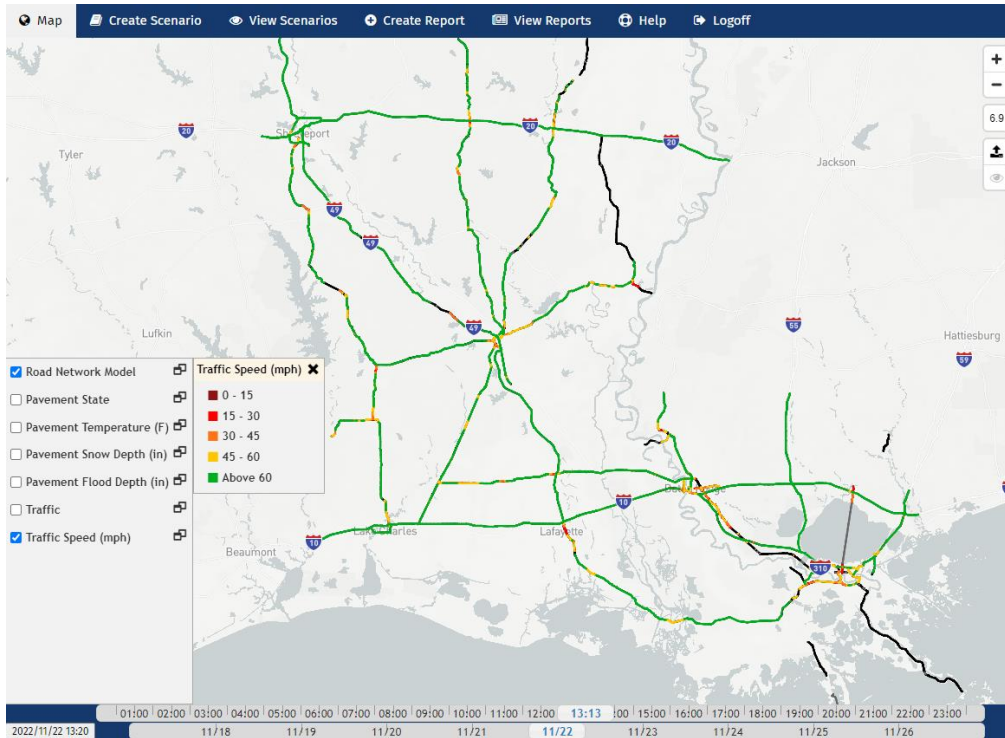 Map Create Scenario View Scenarios Create Report View Reports Help Logoff
+
−
6.9
20
20
20
Tyler
Jackson
49
49
49
Lufkin
55
Hattiesburg
59
Road Network Model
Pavement State
Pavement Temperature (F)
Pavement Snow Depth (in)
Pavement Flood Depth (in)
Traffic
Traffic Speed (mph)
Traffic Speed (mph)
0 - 15
15 - 30
30 - 45
45 - 60
Above 60
10
10
Lake Charles
Lafayette
Beaumont
310
01:00 02:00 03:00 04:00 05:00 06:00 07:00 08:00 09:00 10:00 11:00 12:00 13:13 :00 15:00 16:00 17:00 18:00 19:00 20:00 21:00 22:00 23:00
2022/11/22 13:20 11/18 11/19 11/20 11/21 11/22 11/23 11/24 11/25 11/26